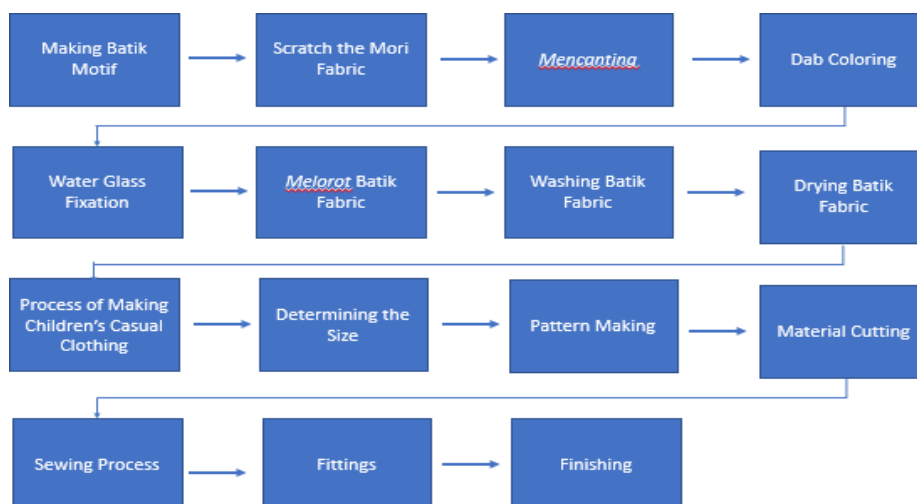 Making Batik
Motif
Scratch the Mori
Fabric
Mencanting
Dab Coloring
Water Glass
Fixation
Melorot Batik
Fabric
Washing Batik
Fabric
Drying Batik
Fabric
Process of Making
Children’s Casual
Clothing
Determining the
Size
Pattern Making
Material Cutting
Sewing Process
Fittings
Finishing